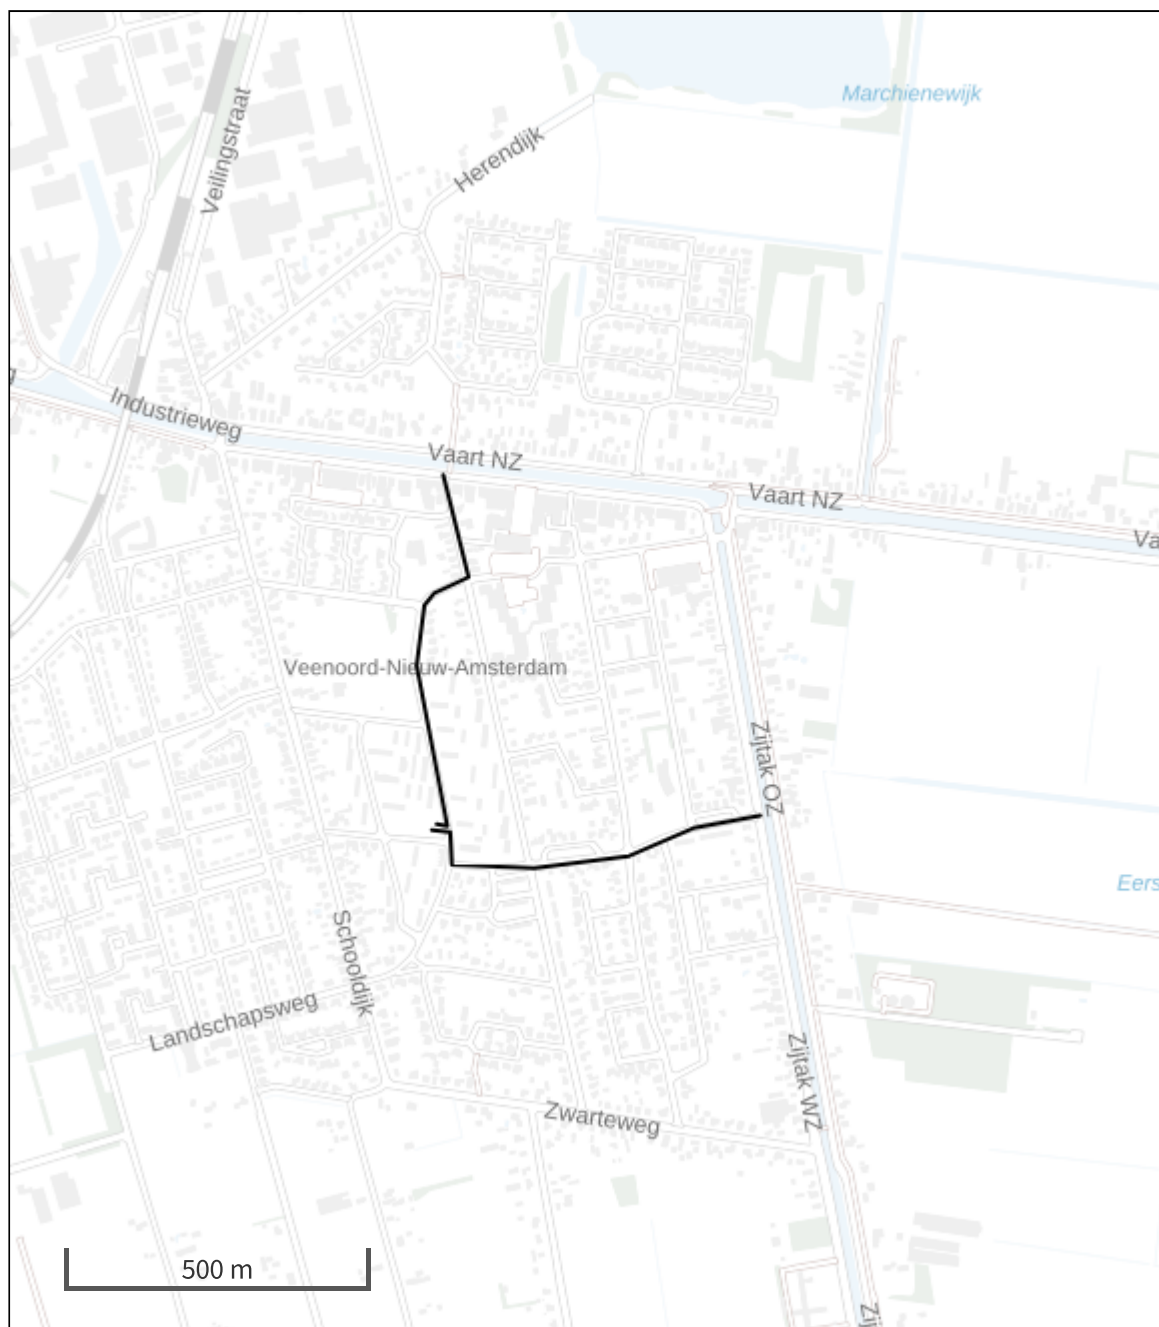 Marchienewijk
Veilingstraat
Herendijk
Industrieweg
Vaart NZ
Vaart NZ
Va
Veenoord-Nieuw-Amsterdam
Zijtak OZ
Eers
Schooldijk
Landschapsweg
Zijtak WZ
Zwarteweg
500 m
Zij